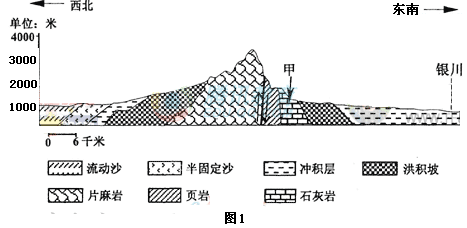 西北 东南
单位：米
4000
3000
2000
1000
甲
银川
0 6 千米
流动沙 半固定沙 冲积层 洪积坡
片麻岩 页岩 石灰岩
图1